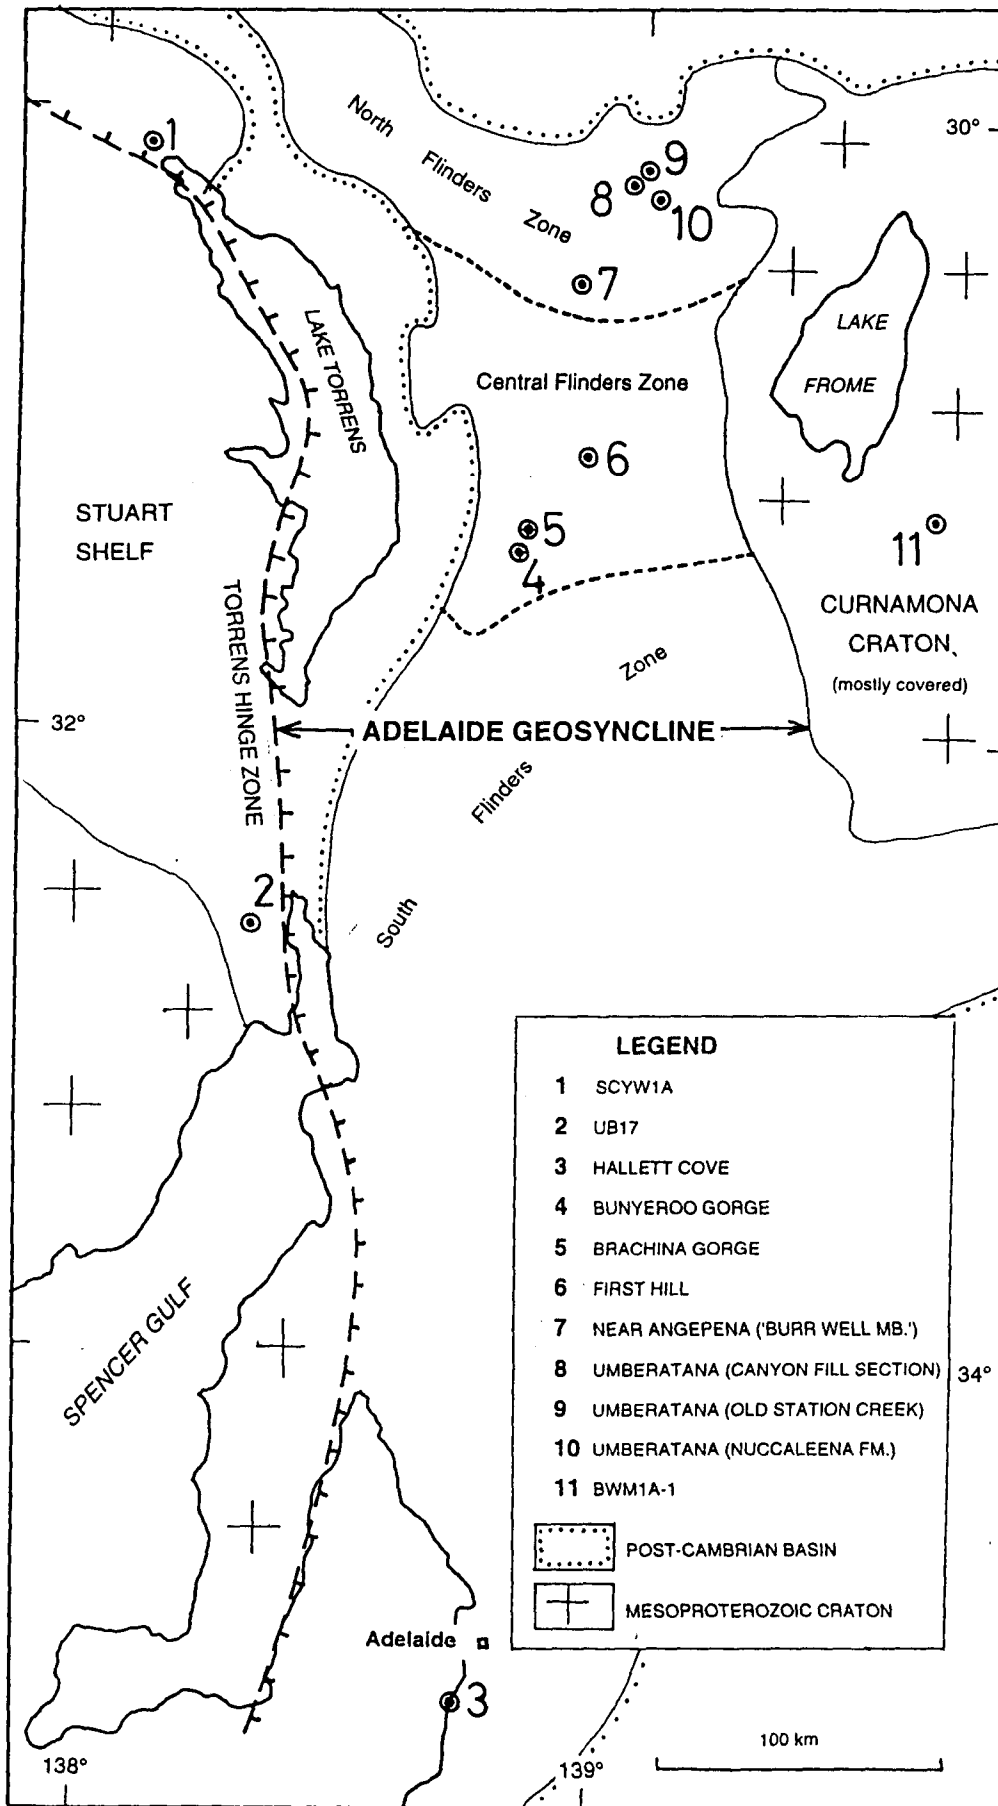 1
30°
North
Flinders
Zone
9
8
10
7
LAKE TORRENS
LAKE
FROME
Central Flinders Zone
6
STUART
SHELF
5
4
11
CURNAMONA
CRATON
(mostly covered)
TORRENS HINGE ZONE
Zone
Flinders
South
32°
ADELAIDE GEOSYNCLINE
2
LEGEND
1 SCYW1A
2 UB17
3 HALLETT COVE
4 BUNYEROO GORGE
5 BRACHINA GORGE
6 FIRST HILL
7 NEAR ANGEPENA ('BURR WELL MB.')
8 UMBERATANA (CANYON FILL SECTION)
9 UMBERATANA (OLD STATION CREEK)
10 UMBERATANA (NUCCALEENA FM.)
11 BWM1A-1
POST-CAMBRIAN BASIN
MESOPROTEROZOIC CRATON
34°
SPENCER GULF
Adelaide
3
138°
139°
100 km